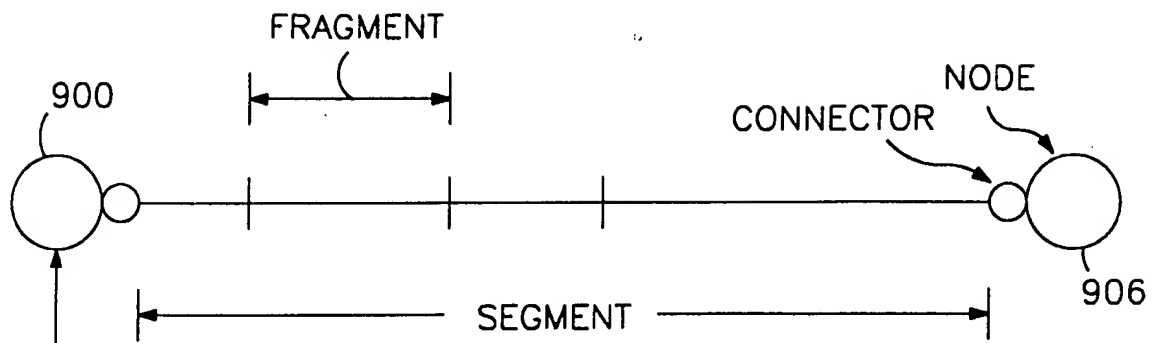 FRAGMENT
900
NODE
CONNECTOR
906
SEGMENT